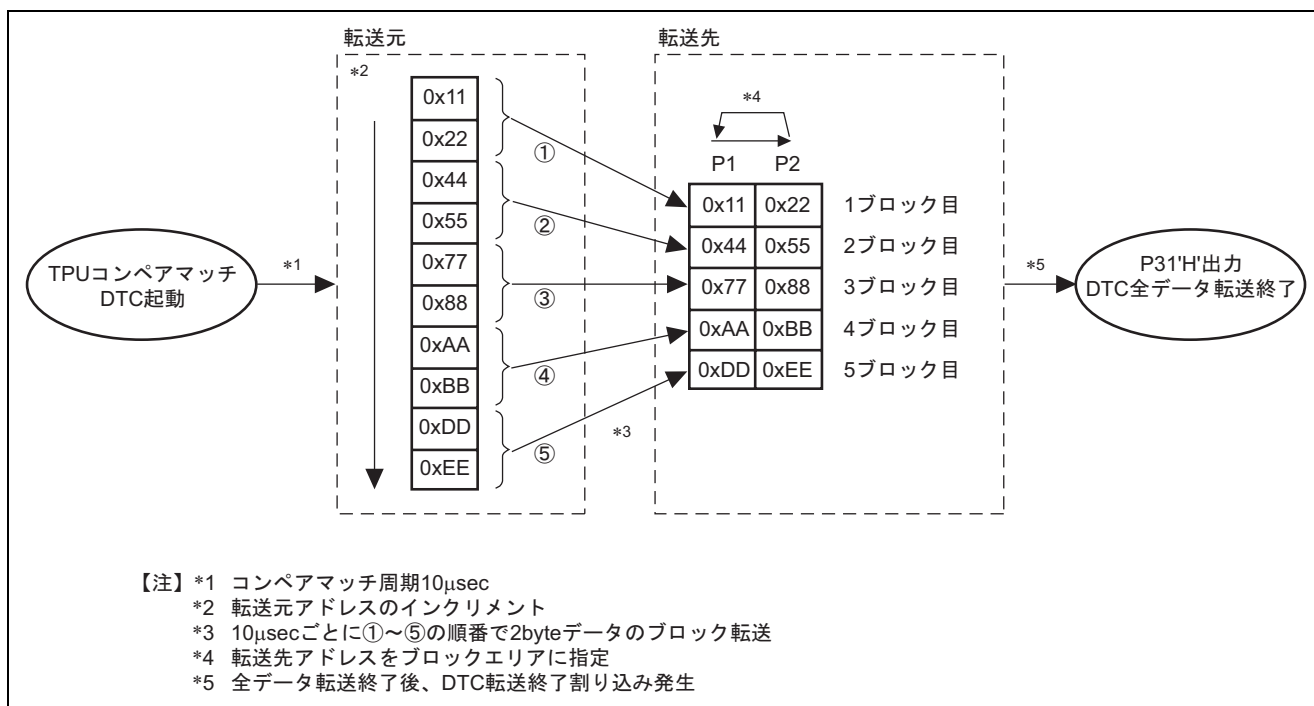 転送元
転送先
*2
*4
P1 P2
0x11
0x22
0x44
0x55
0x77
0x88
0xAA
0xBB
0xDD
0xEE
①
②
③
④
⑤
0x11 0x22 1ブロック目
0x44 0x55 2ブロック目
0x77 0x88 3ブロック目
0xAA 0xBB 4ブロック目
0xDD 0xEE 5ブロック目
TPUコンペアマッチ
DTC起動
*1
*3
*5
P31'H'出力
DTC全データ転送終了
【注】 *1 コンペアマッチ周期10μsec
*2 転送元アドレスのインクリメント
*3 10μsecごとに①～⑤の順番で2byteデータのブロック転送
*4 転送先アドレスをブロックエリアに指定
*5 全データ転送終了後、DTC転送終了割り込み発生